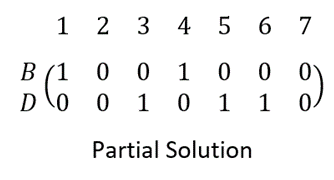 1 2 3 4 5 6 7
B (1 0 0 1 0 0 0)
D (0 0 1 0 1 1 0)
Partial Solution